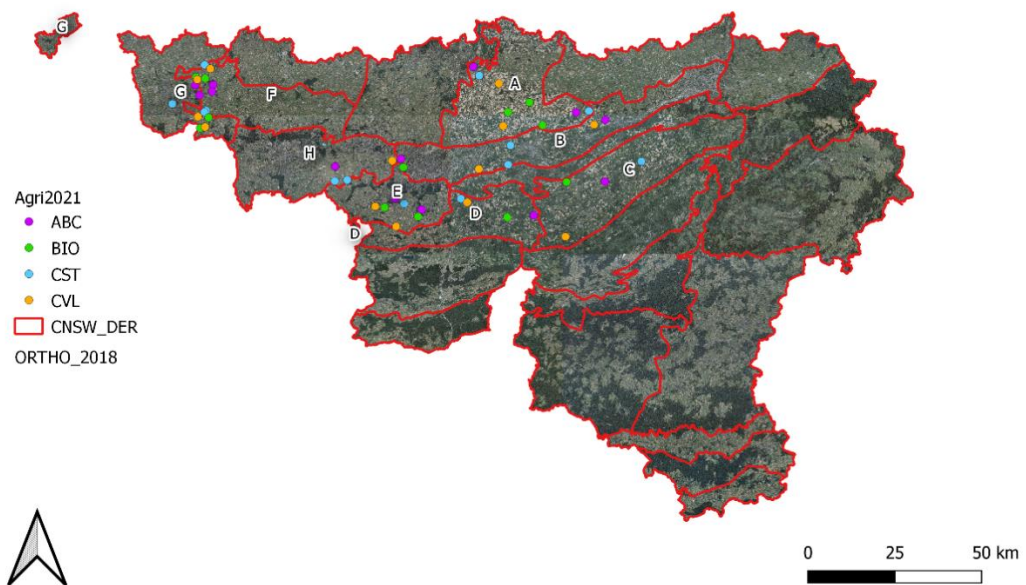 G
A
G
F
B
H
C
E
D
D
Agri2021
ABC
BIO
CST
CVL
CNSW_DER
ORTHO_2018
0 25 50 km